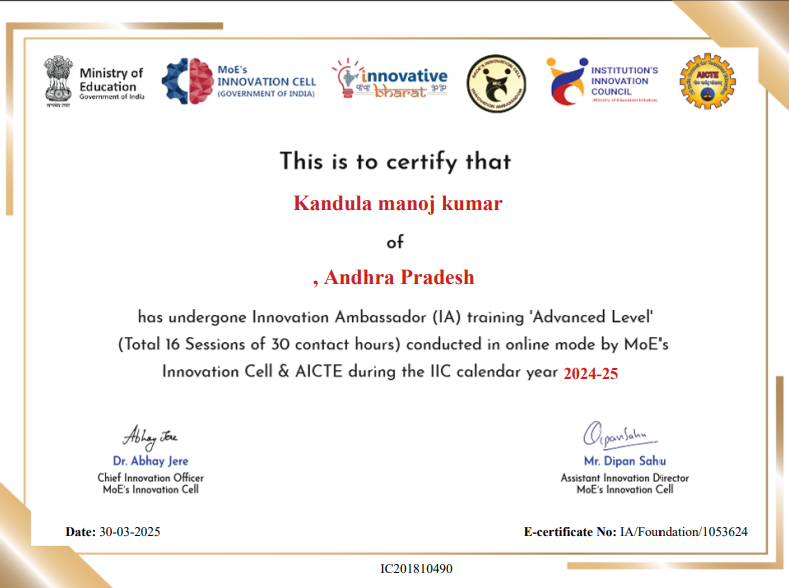 Ministry of
Education
Government of India
MoE's
INNOVATION CELL
(GOVERNMENT OF INDIA)
innovative
bharat
INSTITUTION'S
INNOVATION
COUNCIL
(Ministry of Education Initiative)
AICTE
This is to certify that
Kandula manoj kumar
of
, Andhra Pradesh
has undergone Innovation Ambassador (IA) training 'Advanced Level'
(Total 16 Sessions of 30 contact hours) conducted in online mode by MoE's
Innovation Cell & AICTE during the IIC calendar year 2024-25
Abhay Jere
Dr. Abhay Jere
Chief Innovation Officer
MoE's Innovation Cell
DipanSahu
Mr. Dipan Sahu
Assistant Innovation Director
MoE's Innovation Cell
Date: 30-03-2025
E-certificate No: IA/Foundation/1053624
IC201810490